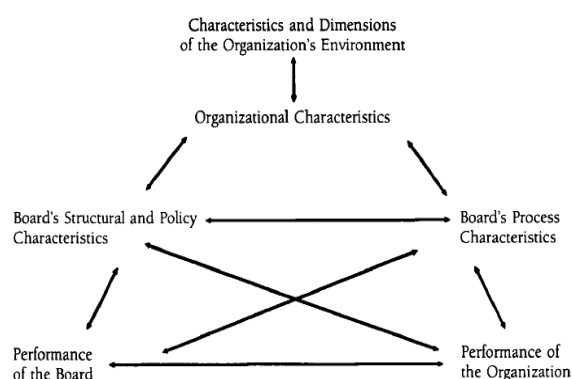 Characteristics and Dimensions
of the Organization's Environment
Organizational Characteristics
Board's Structural and Policy
Characteristics
Board's Process
Characteristics
Performance
of the Board
Performance of
the Organization